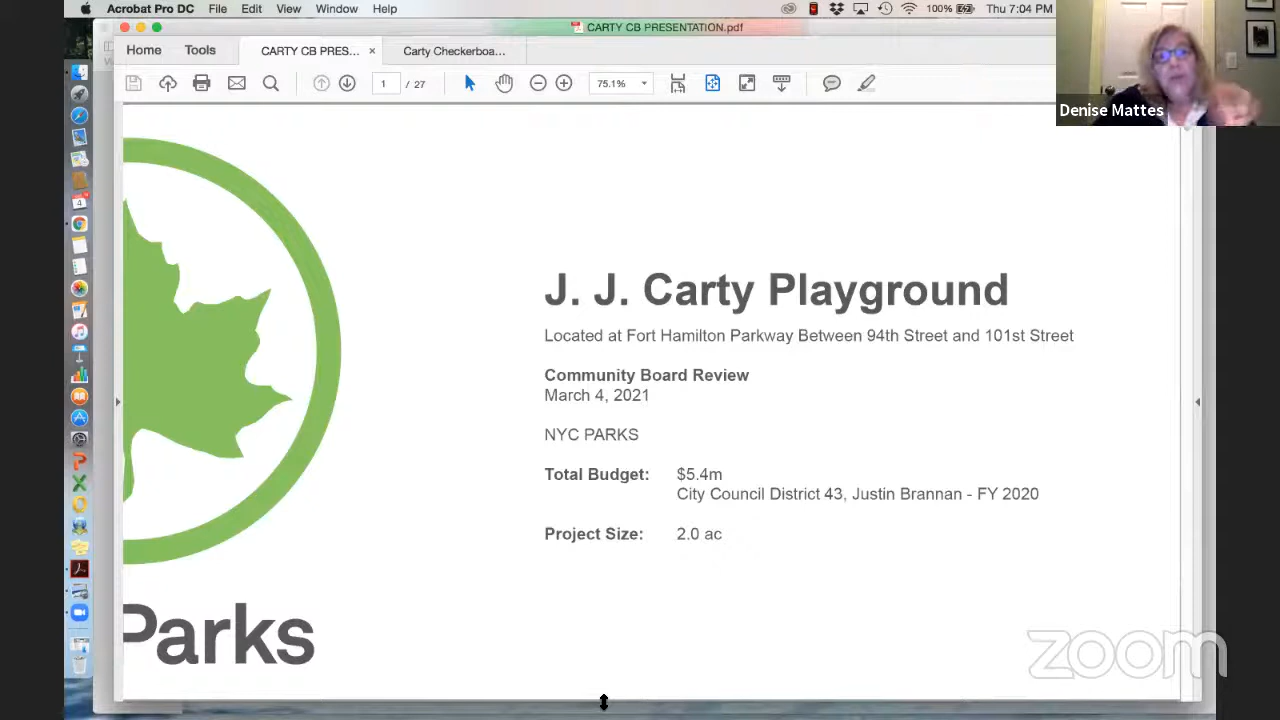 Acrobat Pro DC File Edit View Window Help
100% Thu 7:04 PM
CARTY CB PRESENTATION.pdf
Home Tools CARTY CB PRES... × Carty Checkerboa...
1 / 27 75.1%
Denise Mattes
J. J. Carty Playground
Located at Fort Hamilton Parkway Between 94th Street and 101st Street
Community Board Review
March 4, 2021
NYC PARKS
Total Budget: $5.4m
City Council District 43, Justin Brannan - FY 2020
Project Size: 2.0 ac
Parks
zoom
4